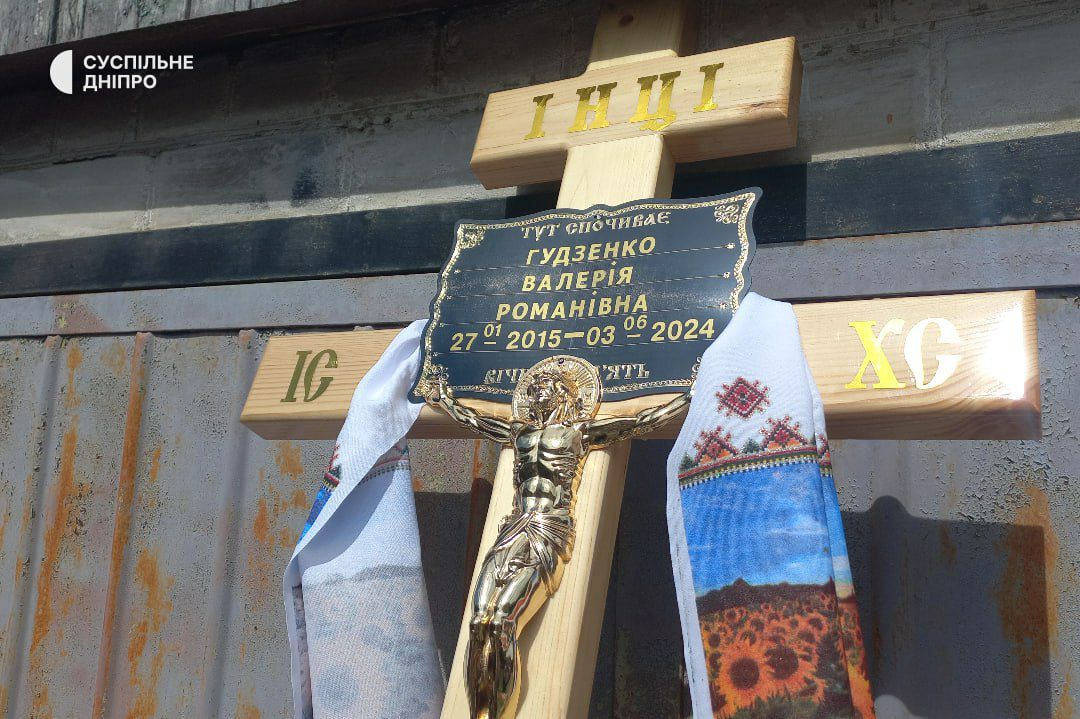 СУСПІЛЬНЕ
ДНІПРО
ІНЦІ
ТУТ СПОЧИВАЄ
ГУДЗЕНКО
ВАЛЕРІЯ
РОМАНІВНА
27 01 2015–03 06 2024
ІС ХС